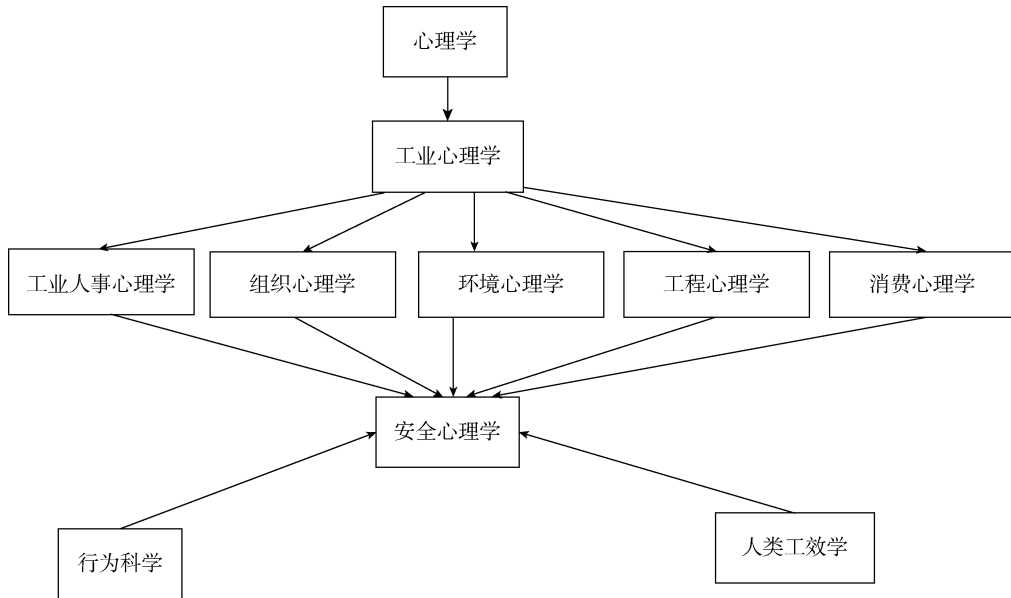 心理学
工业心理学
工业人事心理学
组织心理学
环境心理学
工程心理学
消费心理学
安全心理学
行为科学
人类工效学